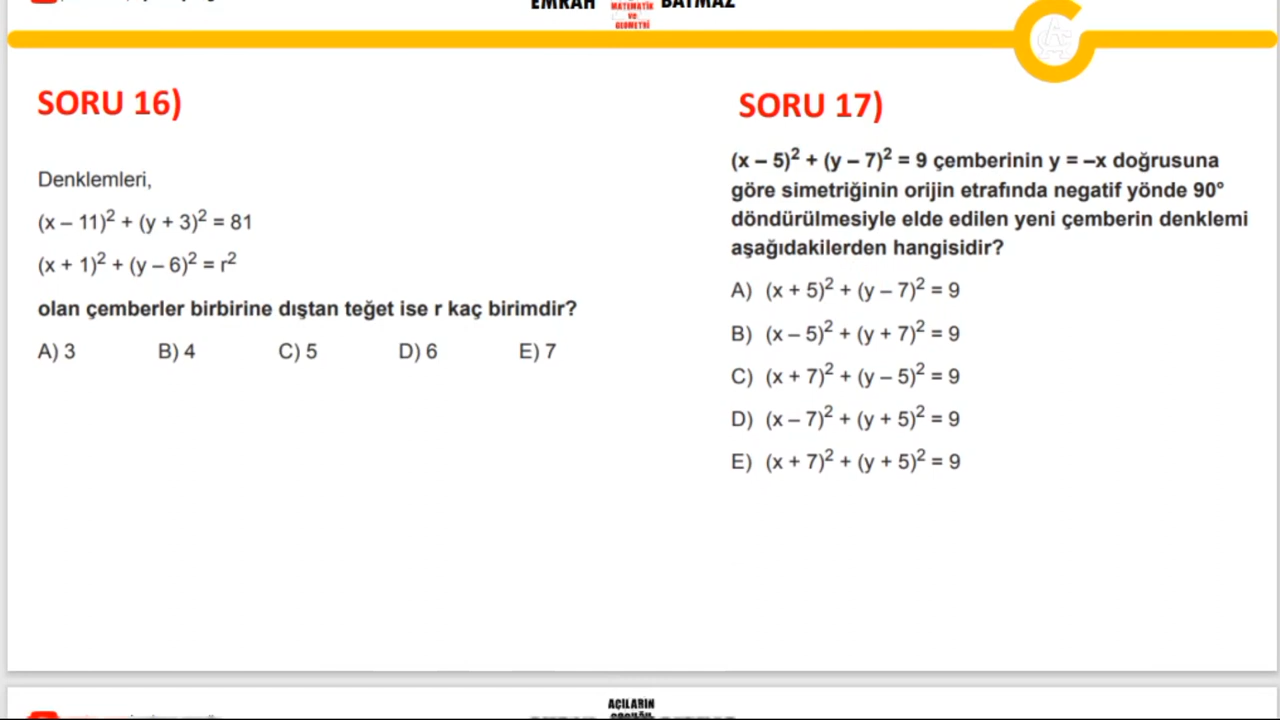 EMRAH MATEMATİK ve GEOMETRİ BATMAZ
SORU 16)
Denklemleri,
(x – 11)² + (y + 3)² = 81
(x + 1)² + (y – 6)² = r²
olan çemberler birbirine dıştan teğet ise r kaç birimdir?
A) 3 B) 4 C) 5 D) 6 E) 7
SORU 17)
(x – 5)² + (y – 7)² = 9 çemberinin y = –x doğrusuna
göre simetriğinin orijin etrafında negatif yönde 90°
döndürülmesiyle elde edilen yeni çemberin denklemi
aşağıdakilerden hangisidir?
A) (x + 5)² + (y – 7)² = 9
B) (x – 5)² + (y + 7)² = 9
C) (x + 7)² + (y – 5)² = 9
D) (x – 7)² + (y + 5)² = 9
E) (x + 7)² + (y + 5)² = 9
AÇILARIN